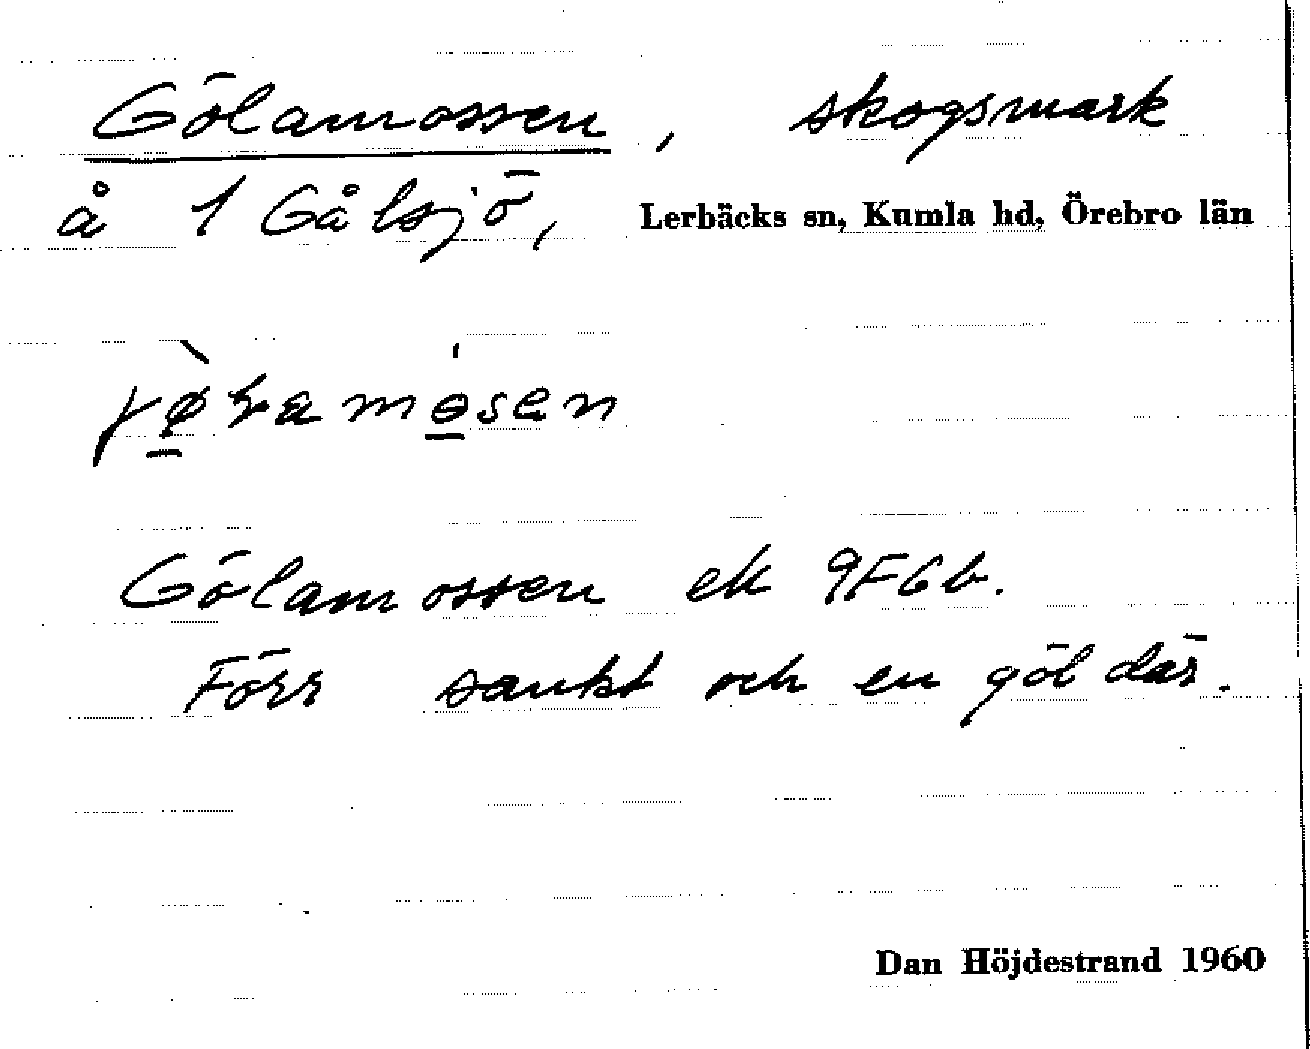 Gölamossen, skogsmark
å 1 Gålsjö, Lerbäcks sn, Kumla hd, Örebro län
Gölamossen ek 9F6b.
Förr sankt och en göl där.
Dan Höjdestrand 1960